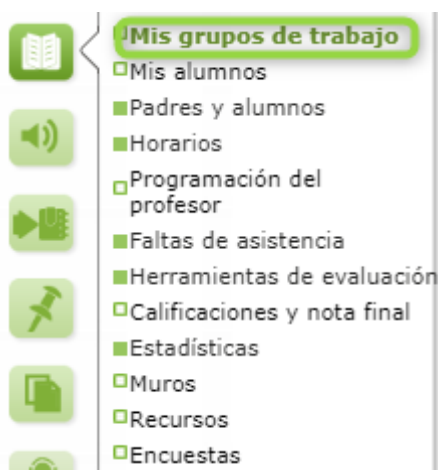 Mis grupos de trabajo
Mis alumnos
Padres y alumnos
Horarios
Programación del
profesor
Faltas de asistencia
Herramientas de evaluación
Calificaciones y nota final
Estadísticas
Muros
Recursos
Encuestas